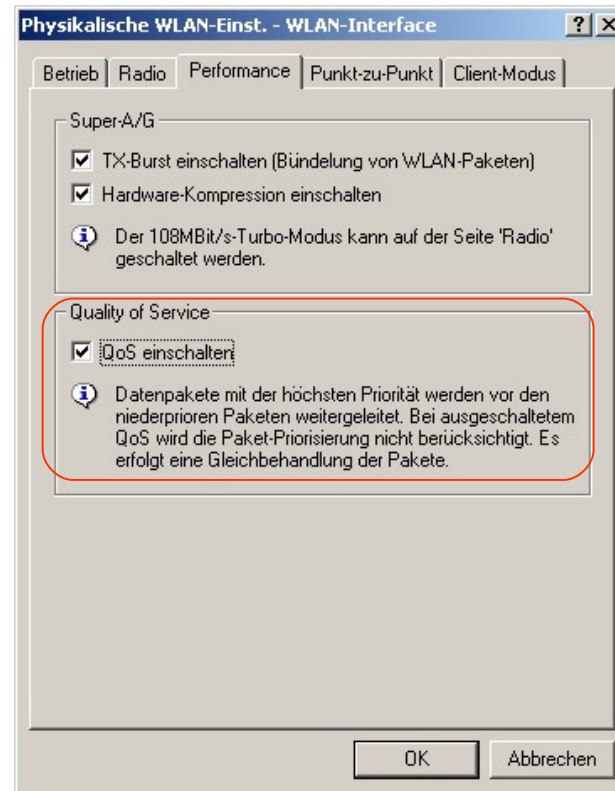 Physikalische WLAN-Einst. - WLAN-Interface
Betrieb Radio Performance Punkt-zu-Punkt Client-Modus
Super-A/G
TX-Burst einschalten (Bündelung von WLAN-Paketen)
Hardware-Kompression einschalten
Der 108MBit/s-Turbo-Modus kann auf der Seite 'Radio'
geschaltet werden.
Quality of Service
QoS einschalten
Datenpakete mit der höchsten Priorität werden vor den
niederprioren Paketen weitergeleitet. Bei ausgeschaltetem
QoS wird die Paket-Priorisierung nicht berücksichtigt. Es
erfolgt eine Gleichbehandlung der Pakete.
OK Abbrechen